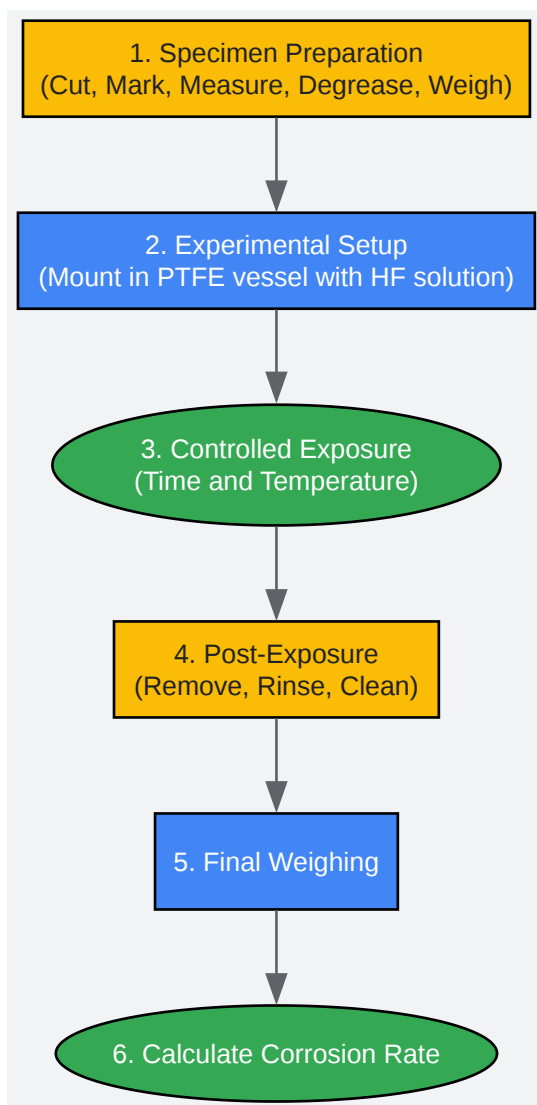 1. Specimen Preparation
(Cut, Mark, Measure, Degrease, Weigh)
2. Experimental Setup
(Mount in PTFE vessel with HF solution)
3. Controlled Exposure
(Time and Temperature)
4. Post-Exposure
(Remove, Rinse, Clean)
5. Final Weighing
6. Calculate Corrosion Rate